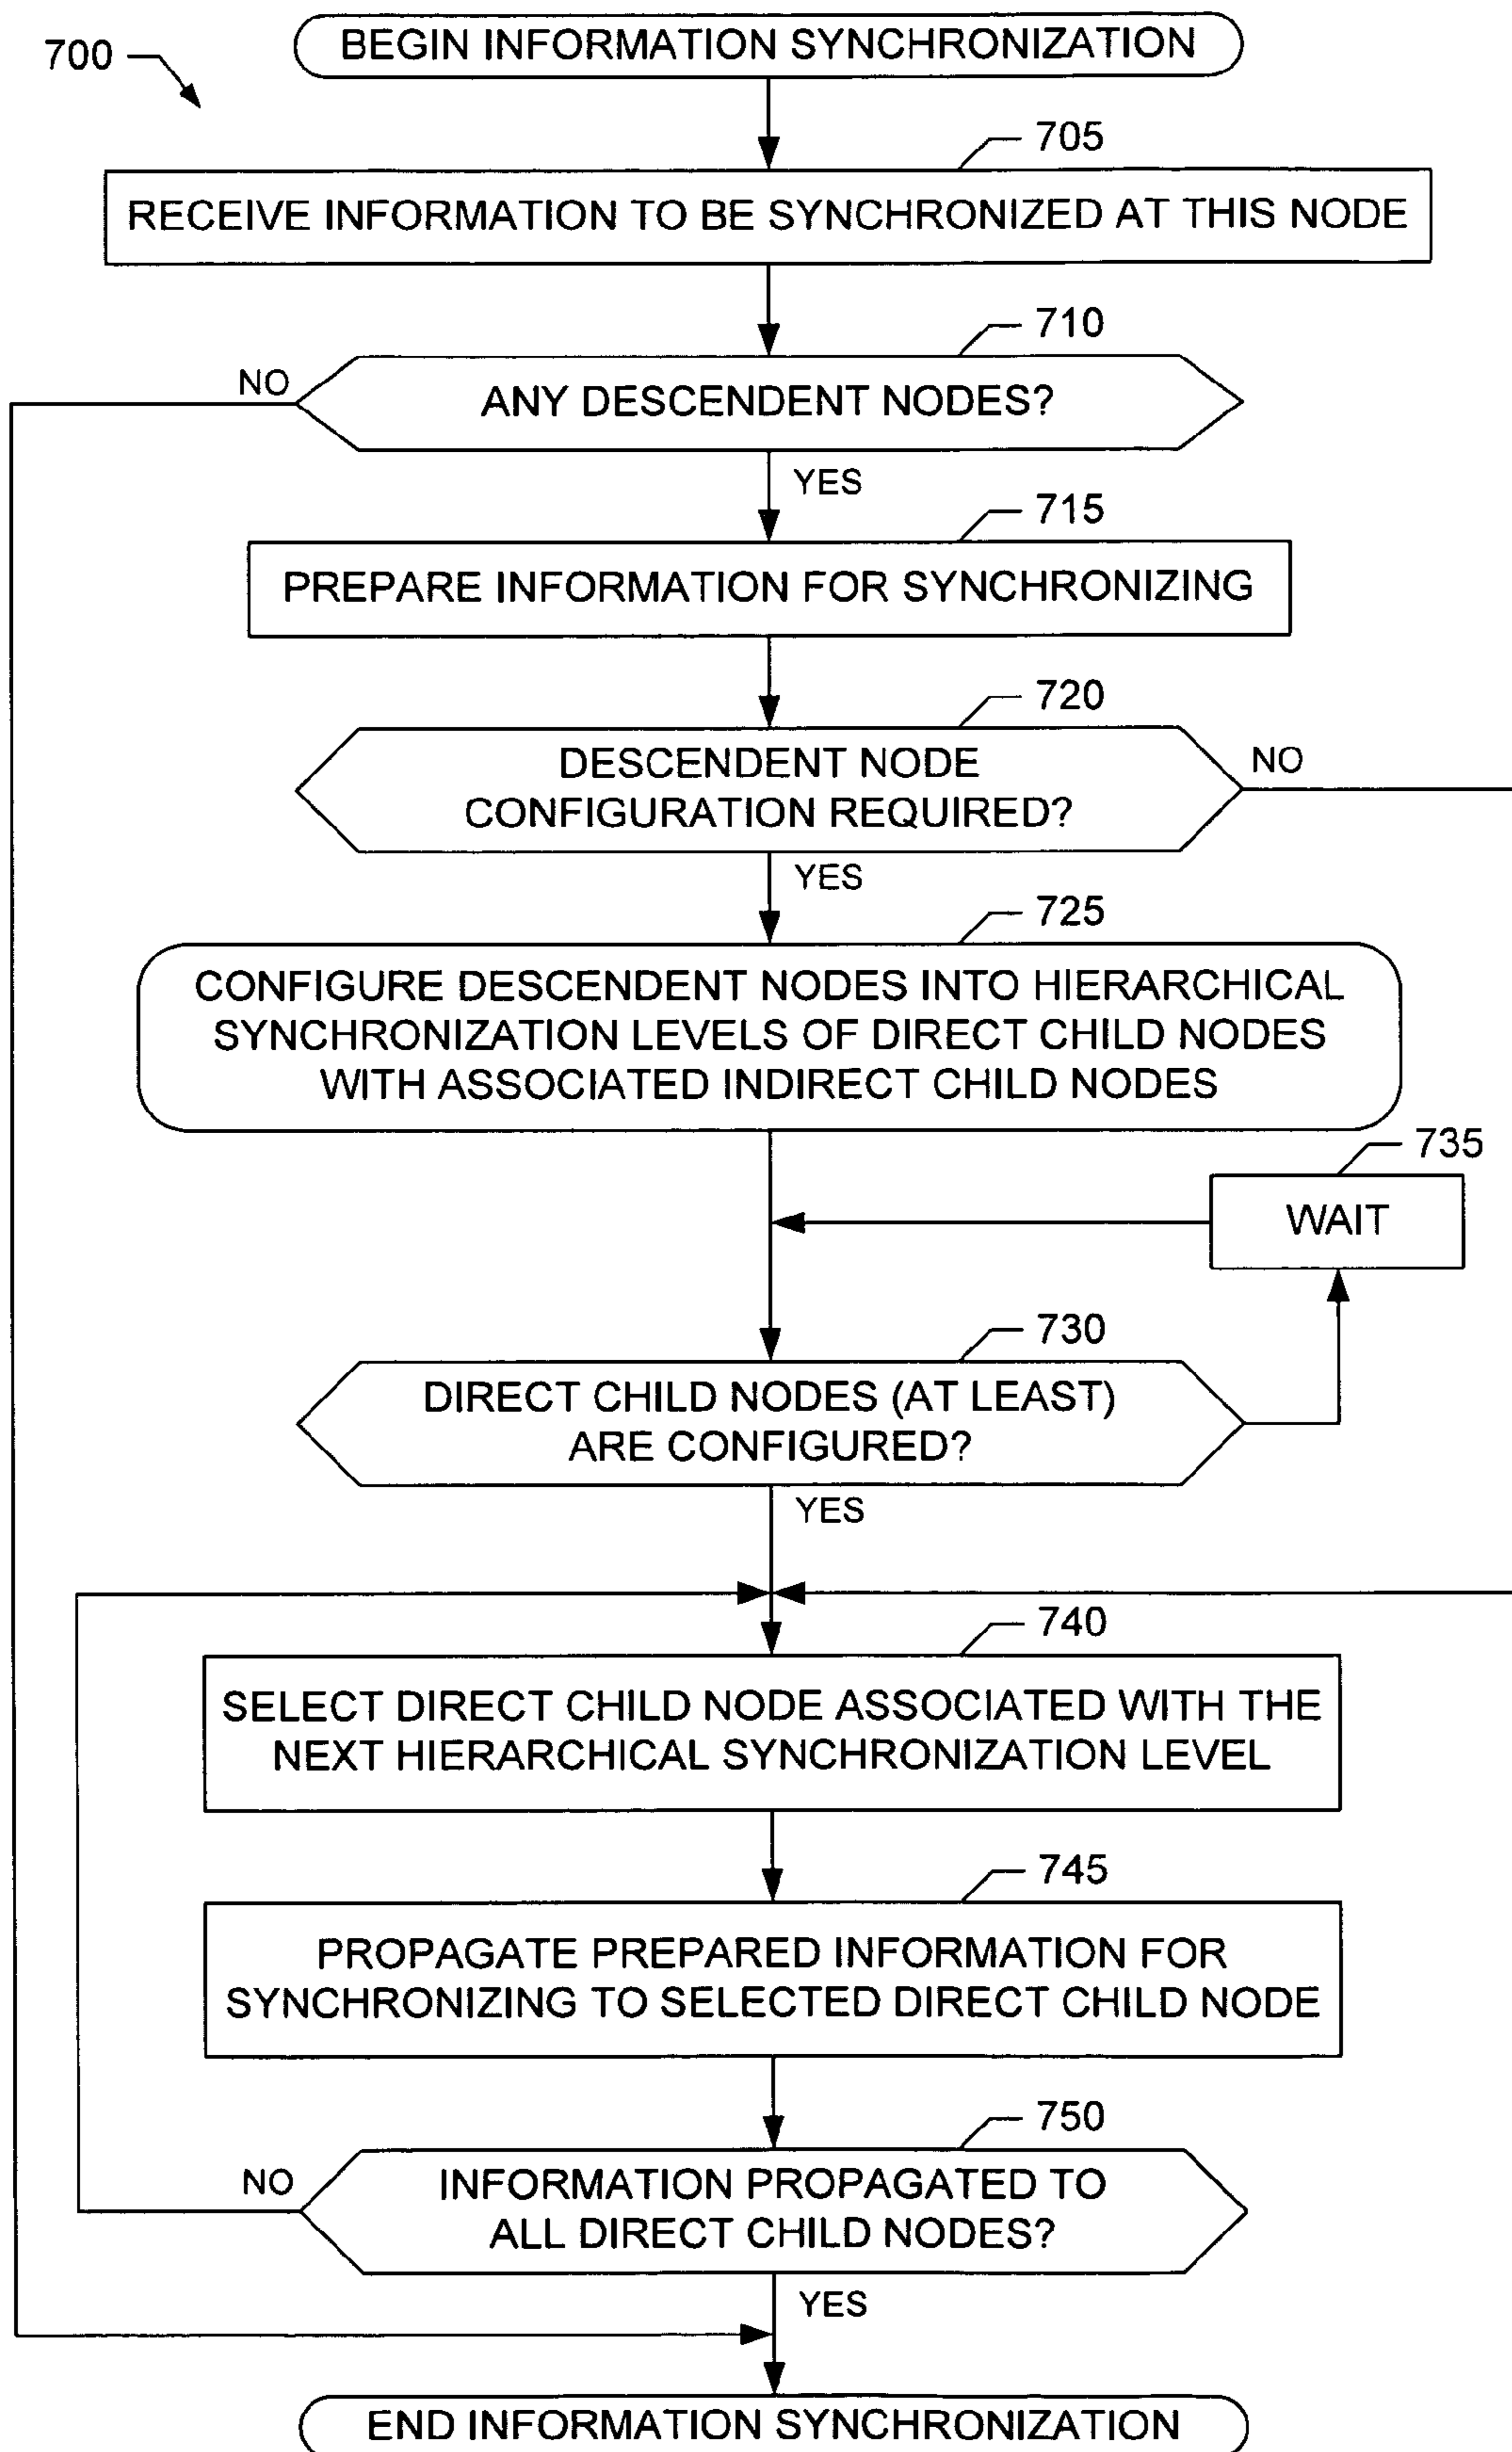 BEGIN INFORMATION SYNCHRONIZATION
700
705
RECEIVE INFORMATION TO BE SYNCHRONIZED AT THIS NODE
710
NO
ANY DESCENDENT NODES?
YES
715
PREPARE INFORMATION FOR SYNCHRONIZING
720
DESCENDENT NODE
CONFIGURATION REQUIRED?
NO
YES
725
CONFIGURE DESCENDENT NODES INTO HIERARCHICAL
SYNCHRONIZATION LEVELS OF DIRECT CHILD NODES
WITH ASSOCIATED INDIRECT CHILD NODES
735
WAIT
730
DIRECT CHILD NODES (AT LEAST)
ARE CONFIGURED?
YES
740
SELECT DIRECT CHILD NODE ASSOCIATED WITH THE
NEXT HIERARCHICAL SYNCHRONIZATION LEVEL
745
PROPAGATE PREPARED INFORMATION FOR
SYNCHRONIZING TO SELECTED DIRECT CHILD NODE
750
NO
INFORMATION PROPAGATED TO
ALL DIRECT CHILD NODES?
YES
END INFORMATION SYNCHRONIZATION